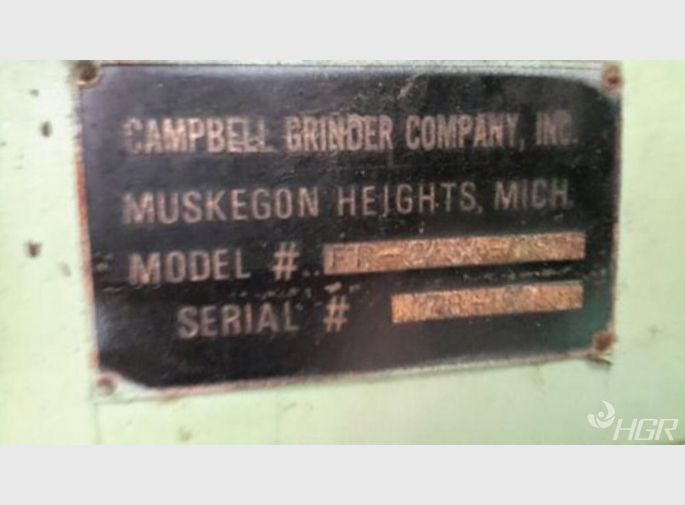 CAMPBELL GRINDER COMPANY, INC.
MUSKEGON HEIGHTS, MICH.
MODEL #..
SERIAL #
HGR